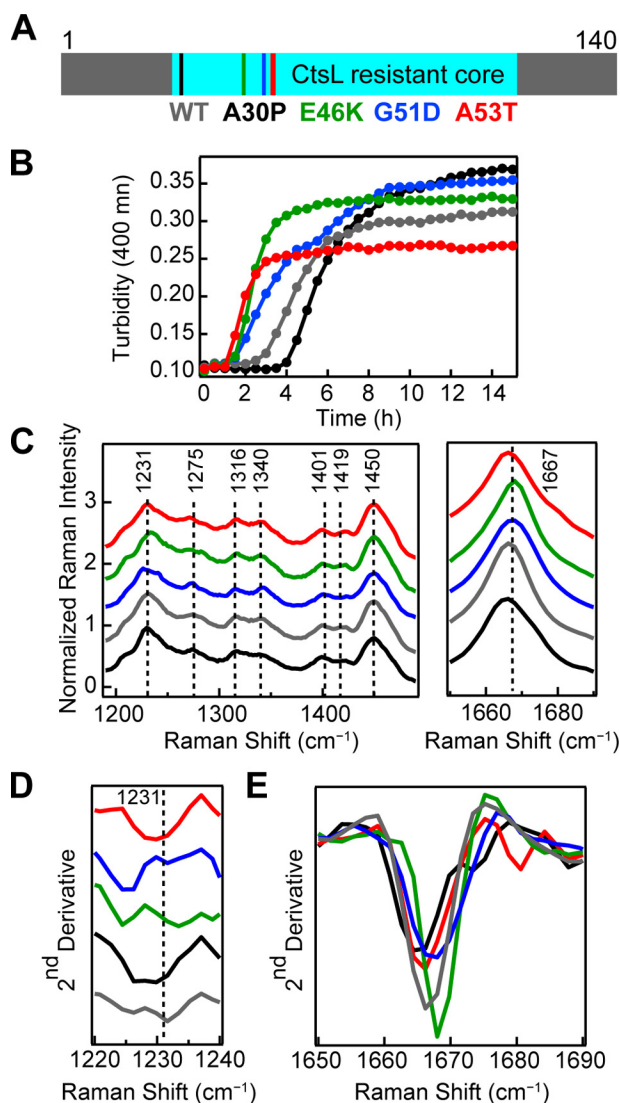 A
1 140
CtsL resistant core
WT A30P E46K G51D A53T
B
Turbidity (400 mn)
0.35
0.30
0.25
0.20
0.15
0.10
0 2 4 6 8 10 12 14
Time (h)
C
Normalized Raman Intensity
3
2
1
0
1231 1275 1316 1340 1401 1419 1450 1667
1200 1300 1400 1660 1680
Raman Shift (cm⁻¹) Raman Shift (cm⁻¹)
D
2nd Derivative
1231
1220 1230 1240
Raman Shift (cm⁻¹)
E
2nd Derivative
1650 1660 1670 1680 1690
Raman Shift (cm⁻¹)